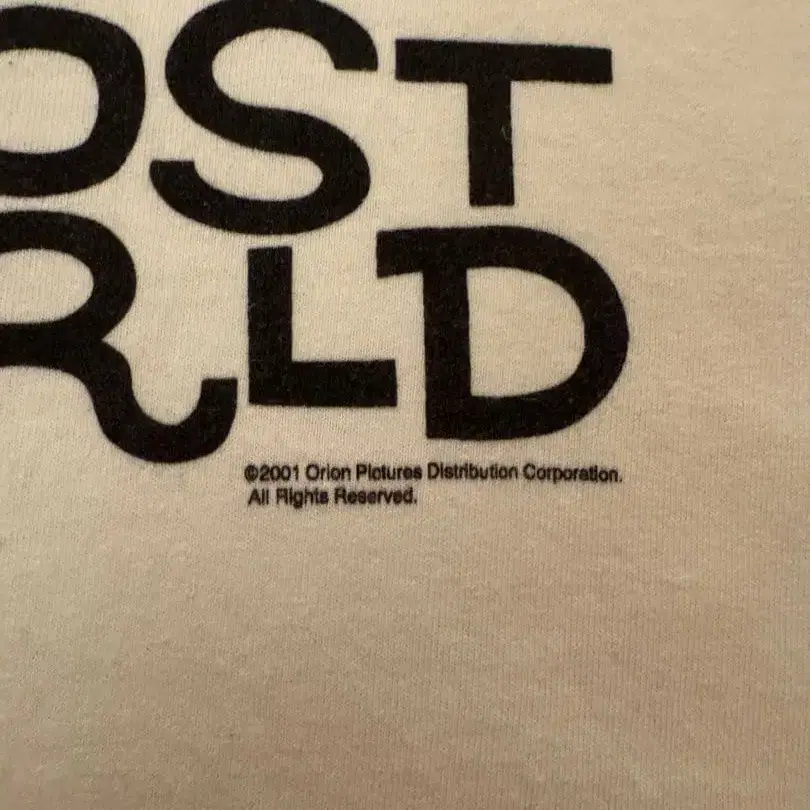 OST
RLD
©2001 Orion Pictures Distribution Corporation.
All Rights Reserved.